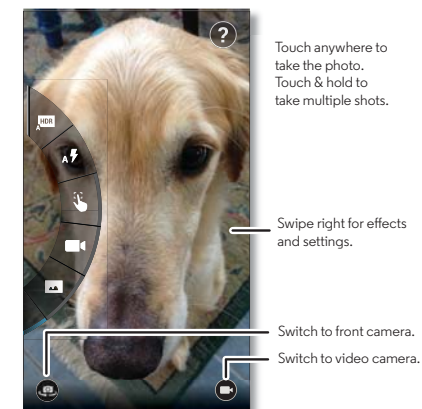 ?
Touch anywhere to
take the photo.
Touch & hold to
take multiple shots.
HDR
A
A
Swipe right for effects
and settings.
Switch to front camera.
Switch to video camera.